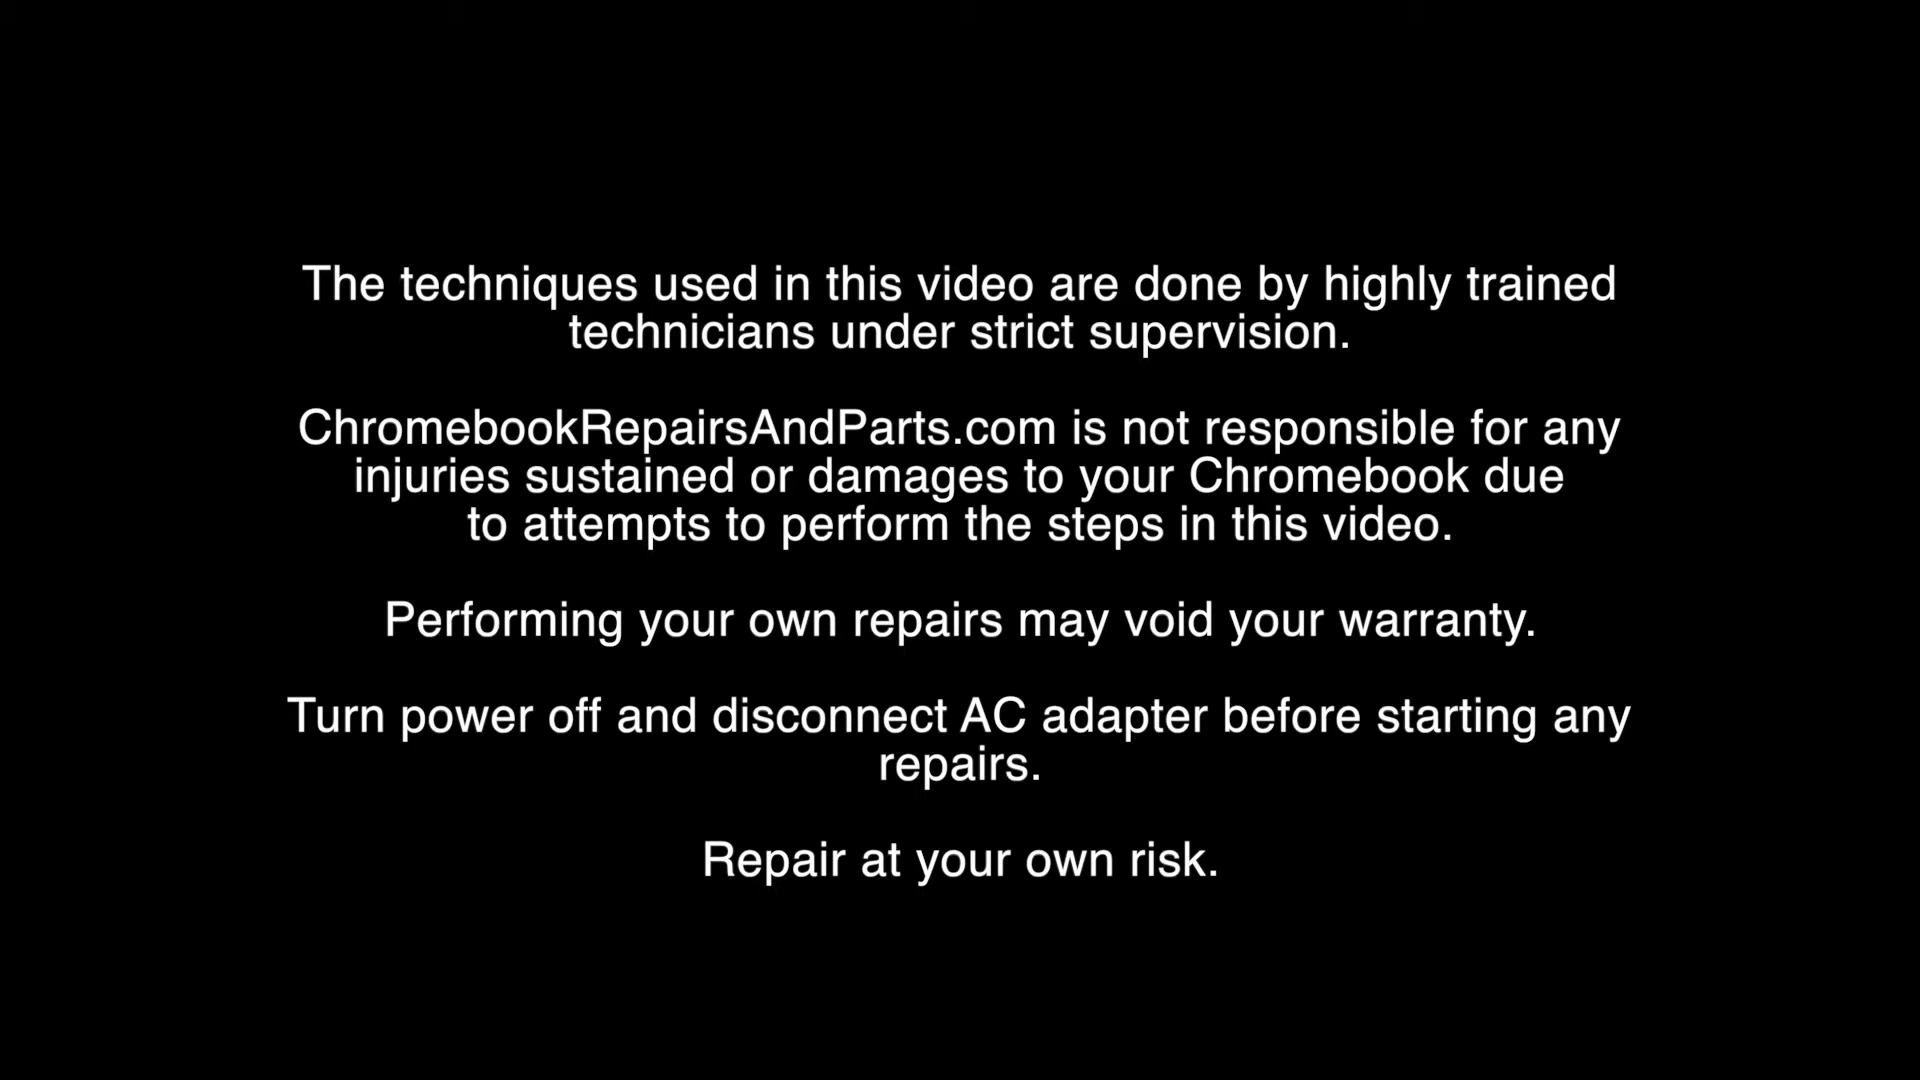 The techniques used in this video are done by highly trained
technicians under strict supervision.
ChromebookRepairsAndParts.com is not responsible for any
injuries sustained or damages to your Chromebook due
to attempts to perform the steps in this video.
Performing your own repairs may void your warranty.
Turn power off and disconnect AC adapter before starting any
repairs.
Repair at your own risk.